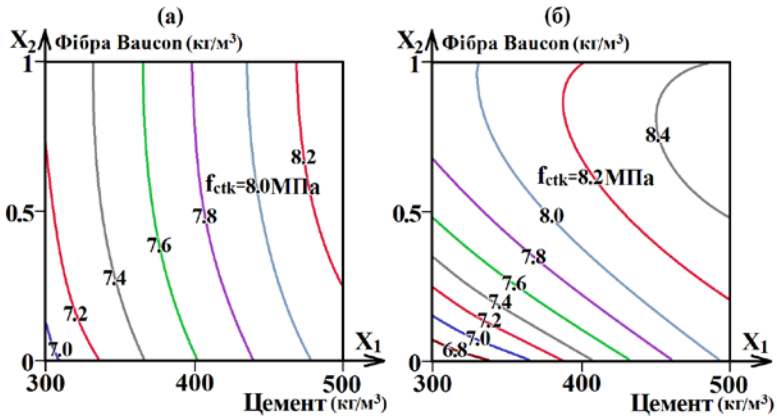 (а)
X₂ Фібра Baucon (кг/м³)
1
8.2
f_ctk=8.0МПа
0.5
7.8
7.6
7.4
7.2
7.0
X₁
0
300
400
500
Цемент (кг/м³)
(б)
X₂ Фібра Baucon (кг/м³)
1
8.4
f_ctk=8.2МПа
8.0
0.5
7.8
7.6
7.4
7.2
7.0
6.8
X₁
0
300
400
500
Цемент (кг/м³)